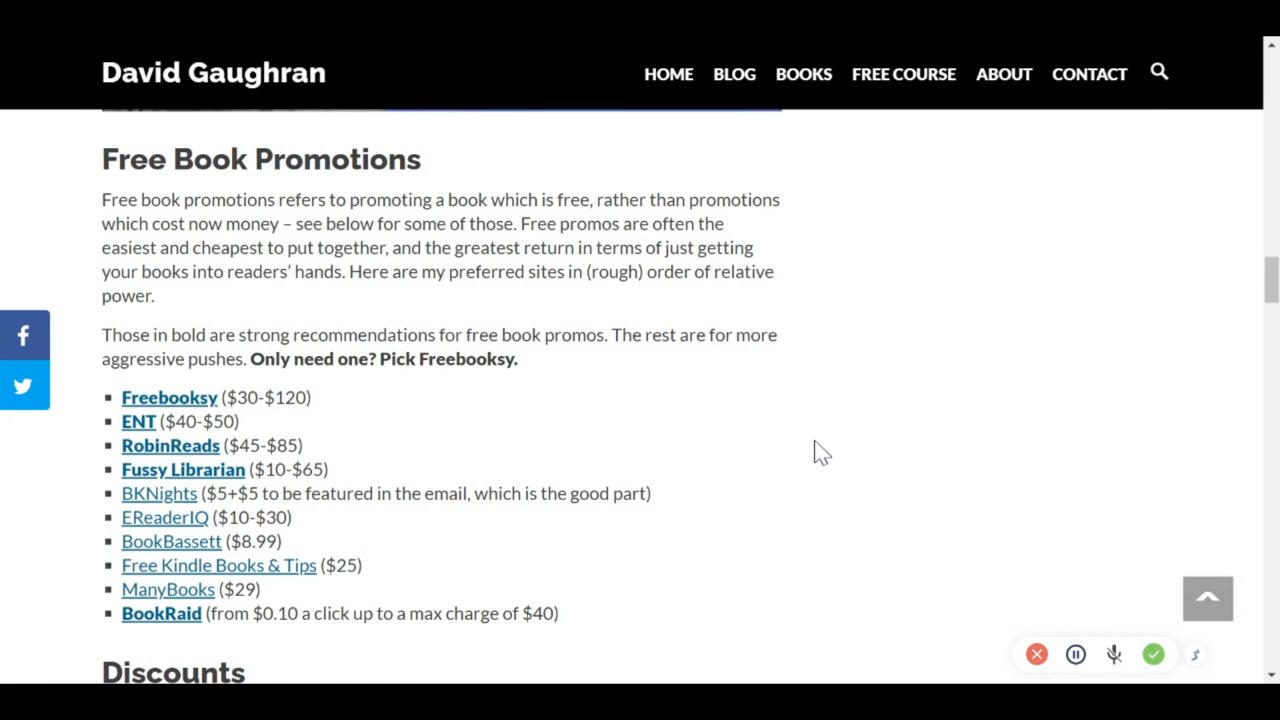 David Gaughran
HOME BLOG BOOKS FREE COURSE ABOUT CONTACT
Free Book Promotions
Free book promotions refers to promoting a book which is free, rather than promotions
which cost now money – see below for some of those. Free promos are often the
easiest and cheapest to put together, and the greatest return in terms of just getting
your books into readers’ hands. Here are my preferred sites in (rough) order of relative
power.
Those in bold are strong recommendations for free book promos. The rest are for more
aggressive pushes. Only need one? Pick Freebooksy.
Freebooksy ($30-$120)
ENT ($40-$50)
RobinReads ($45-$85)
Fussy Librarian ($10-$65)
BKNights ($5+$5 to be featured in the email, which is the good part)
EReaderIQ ($10-$30)
BookBassett ($8.99)
Free Kindle Books & Tips ($25)
ManyBooks ($29)
BookRaid (from $0.10 a click up to a max charge of $40)
Discounts